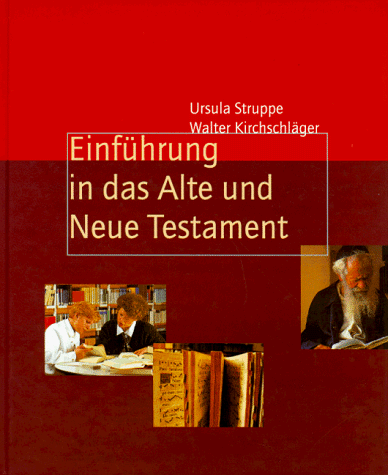 Ursula Struppe
Walter Kirchschläger
Einführung
in das Alte und
Neue Testament